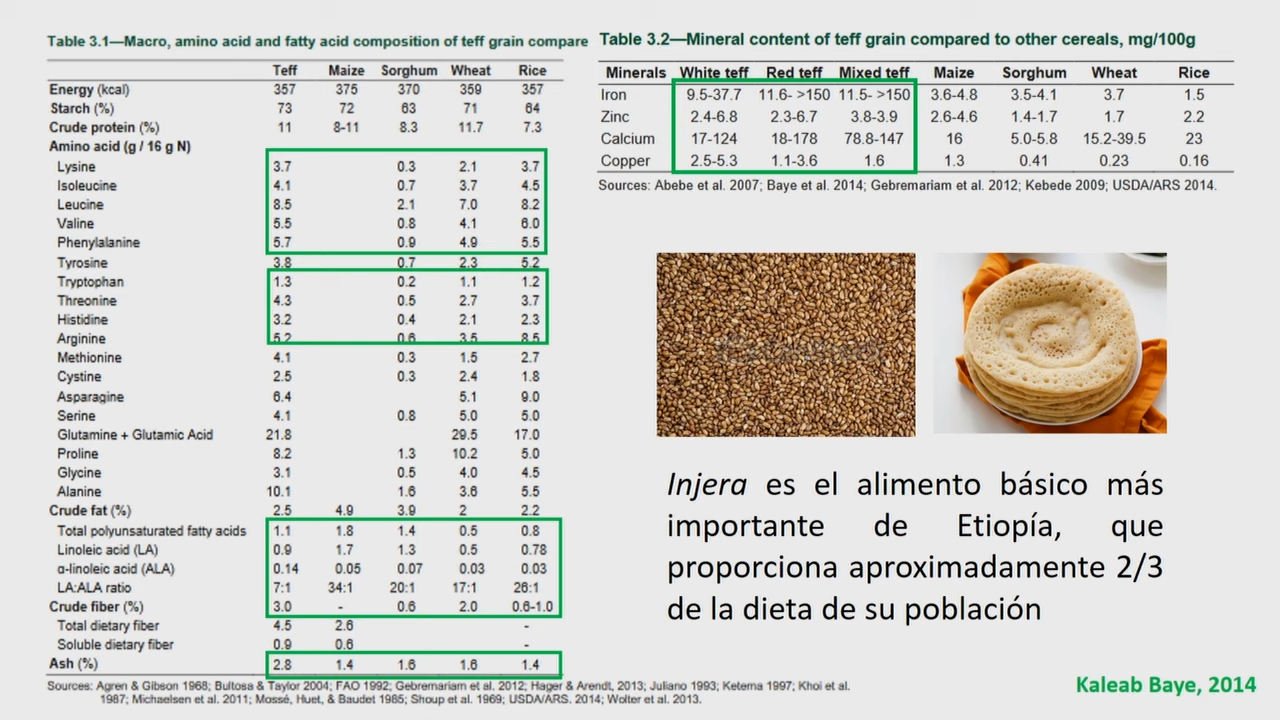 Table 3.1—Macro, amino acid and fatty acid composition of teff grain compare
Teff Maize Sorghum Wheat Rice
Energy (kcal) 357 375 370 359 357
Starch (%) 73 72 63 71 64
Crude protein (%) 11 8-11 8.3 11.7 7.3
Amino acid (g / 16 g N)
Lysine 3.7 0.3 2.1 3.7
Isoleucine 4.1 0.7 3.7 4.5
Leucine 8.5 2.1 7.0 8.2
Valine 5.5 0.8 4.1 6.0
Phenylalanine 5.7 0.9 4.9 5.5
Tyrosine 3.8 0.7 2.3 5.2
Tryptophan 1.3 0.2 1.1 1.2
Threonine 4.3 0.5 2.7 3.7
Histidine 3.2 0.4 2.1 2.3
Arginine 5.2 0.6 3.5 8.5
Methionine 4.1 0.3 1.5 2.7
Cystine 2.5 0.3 2.4 1.8
Asparagine 6.4 5.1 9.0
Serine 4.1 0.8 5.0 5.0
Glutamine + Glutamic Acid 21.8 29.5 17.0
Proline 8.2 1.3 10.2 5.0
Glycine 3.1 0.5 4.0 4.5
Alanine 10.1 1.6 3.6 5.5
Crude fat (%) 2.5 4.9 3.9 2 2.2
Total polyunsaturated fatty acids 1.1 1.8 1.4 0.5 0.8
Linoleic acid (LA) 0.9 1.7 1.3 0.5 0.78
α-linoleic acid (ALA) 0.14 0.05 0.07 0.03 0.03
LA:ALA ratio 7:1 34:1 20:1 17:1 26:1
Crude fiber (%) 3.0 - 0.6 2.0 0.6-1.0
Total dietary fiber 4.5 2.6 -
Soluble dietary fiber 0.9 0.6 -
Ash (%) 2.8 1.4 1.6 1.6 1.4
Sources: Agren & Gibson 1968; Bultosa & Taylor 2004; FAO 1992; Gebremariam et al. 2012; Hager & Arendt, 2013; Juliano 1993; Ketema 1997; Khoi et al.
1987; Michaelsen et al. 2011; Mossé, Huet, & Baudet 1985; Shoup et al. 1969; USDA/ARS. 2014; Wolter et al. 2013.
Table 3.2—Mineral content of teff grain compared to other cereals, mg/100g
Minerals White teff Red teff Mixed teff Maize Sorghum Wheat Rice
Iron 9.5-37.7 11.6- >150 11.5- >150 3.6-4.8 3.5-4.1 3.7 1.5
Zinc 2.4-6.8 2.3-6.7 3.8-3.9 2.6-4.6 1.4-1.7 1.7 2.2
Calcium 17-124 18-178 78.8-147 16 5.0-5.8 15.2-39.5 23
Copper 2.5-5.3 1.1-3.6 1.6 1.3 0.41 0.23 0.16
Sources: Abebe et al. 2007; Baye et al. 2014; Gebremariam et al. 2012; Kebede 2009; USDA/ARS 2014.
Injera es el alimento básico más
importante de Etiopía, que
proporciona aproximadamente 2/3
de la dieta de su población
Kaleab Baye, 2014